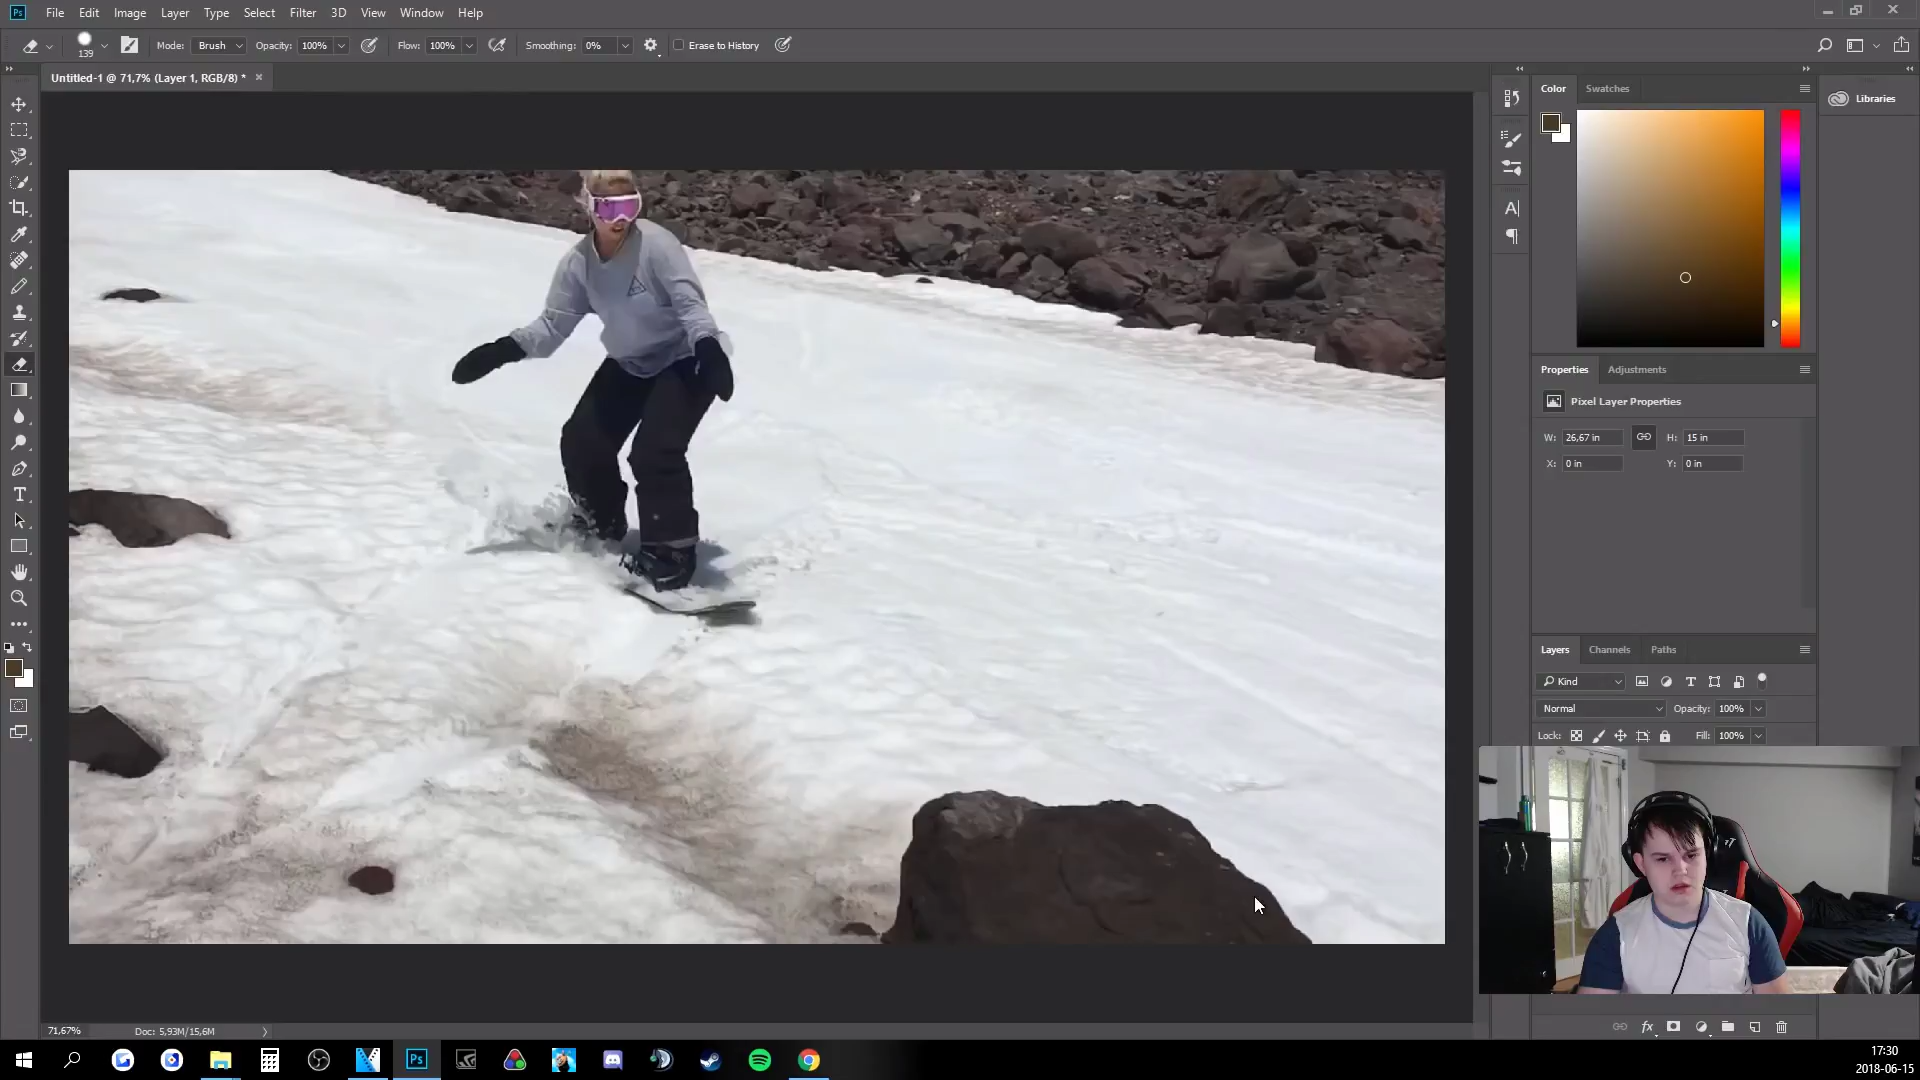 Ps File Edit Image Layer Type Select Filter 3D View Window Help
139 Mode: Brush Opacity: 100% Flow: 100% Smoothing: 0% Erase to History
Untitled-1 @ 71,7% (Layer 1, RGB/8) * ×
Color Swatches
Libraries
Properties Adjustments
Pixel Layer Properties
W: 26,67 in H: 15 in
X: 0 in Y: 0 in
Layers Channels Paths
Kind
Normal Opacity: 100%
Lock: Fill: 100%
fx
71,67% Doc: 5,93M/15,6M
Ps
17:30
2018-06-15